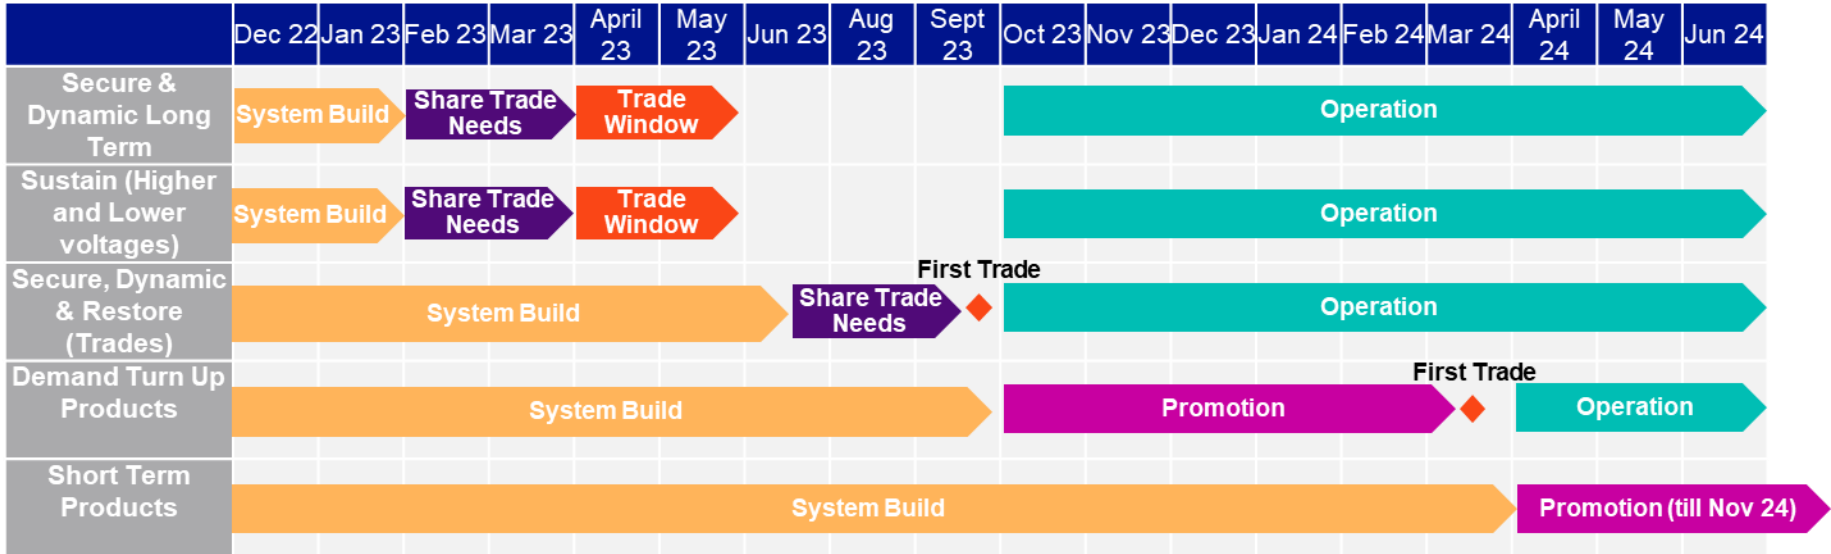 Dec 22 Jan 23 Feb 23 Mar 23 April 23 May 23 Jun 23 Aug 23 Sept 23 Oct 23 Nov 23 Dec 23 Jan 24 Feb 24 Mar 24 April 24 May 24 Jun 24
Secure &
Dynamic Long
Term
System Build
Share Trade
Needs
Trade
Window
Operation
Sustain (Higher
and Lower
voltages)
System Build
Share Trade
Needs
Trade
Window
Operation
Secure, Dynamic
& Restore
(Trades)
System Build
Share Trade
Needs
First Trade
Operation
Demand Turn Up
Products
System Build
Promotion
First Trade
Operation
Short Term
Products
System Build
Promotion (till Nov 24)